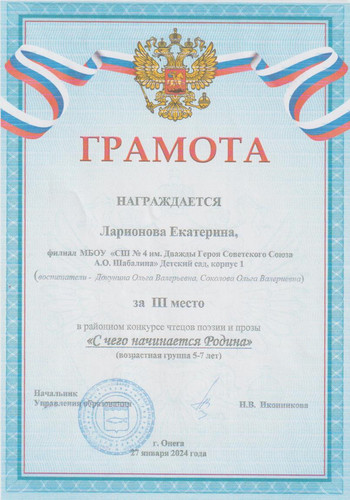 ГРАМОТА
НАГРАЖДАЕТСЯ
Ларионова Екатерина,
филиал МБОУ «СШ № 4 им. Дважды Героя Советского Союза
А.О. Шабалина» Детский сад, корпус 1
(воспитатели – Ольга Валерьевна, Соколова Ольга Валериевна)
за III место
в районном конкурсе чтецов поэзии и прозы
«С чего начинается Родина»
(возрастная группа 5-7 лет)
Начальник
Управления образования И.В. Иконникова
г. Онега
27 января 2024 года